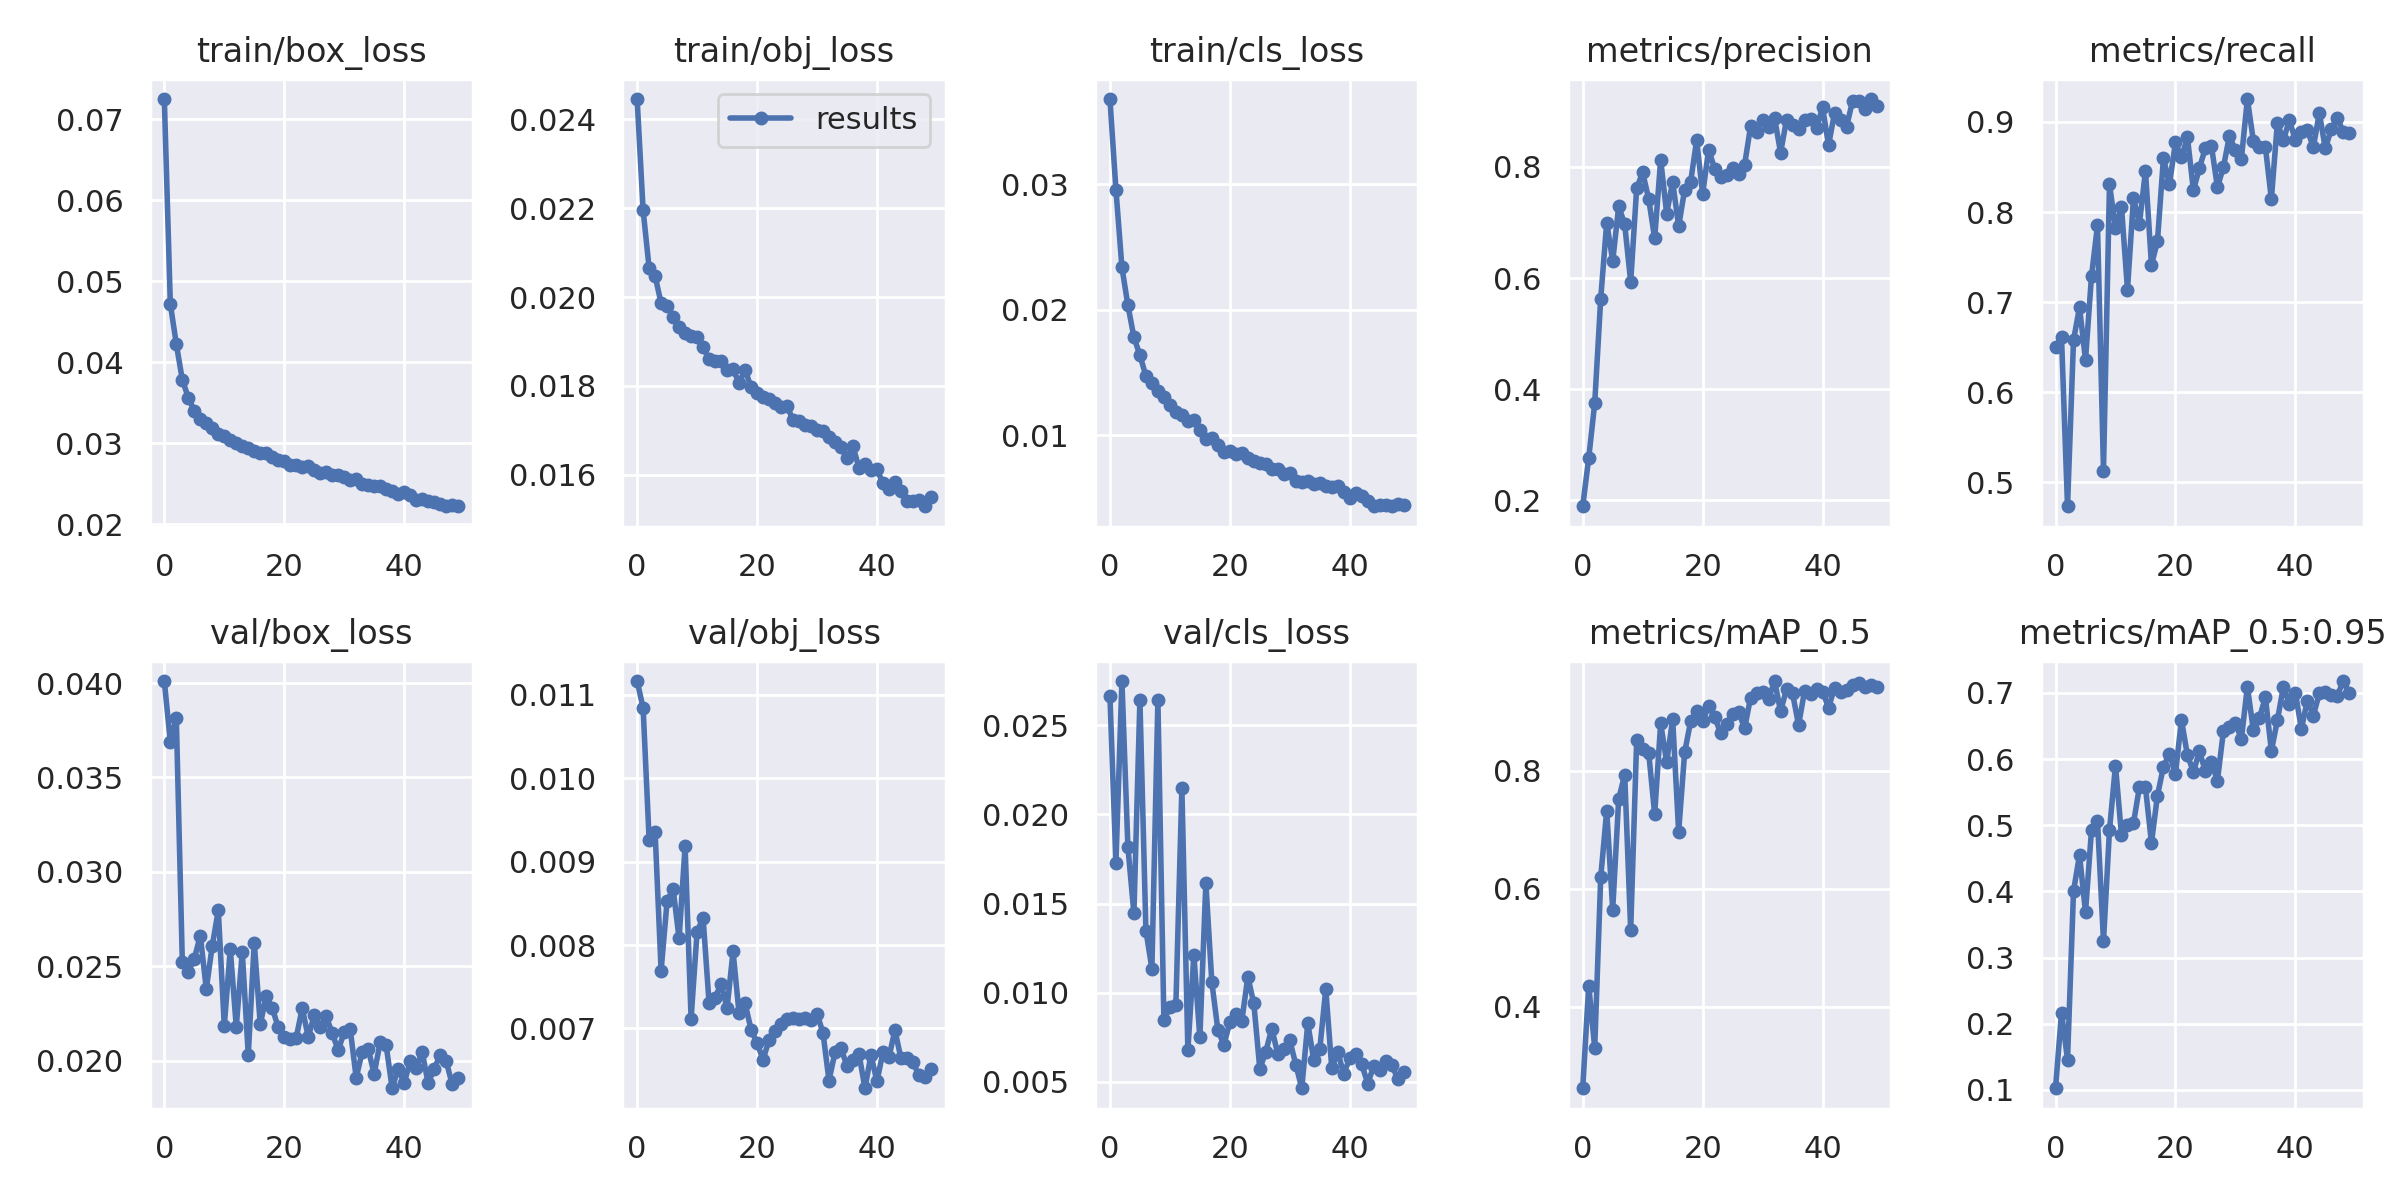 train/box_loss
train/obj_loss
train/cls_loss
metrics/precision
metrics/recall
results
0.07
0.06
0.05
0.04
0.03
0.02
0 20 40
0.024
0.022
0.020
0.018
0.016
0 20 40
0.03
0.02
0.01
0 20 40
0.8
0.6
0.4
0.2
0 20 40
0.9
0.8
0.7
0.6
0.5
0 20 40
val/box_loss
val/obj_loss
val/cls_loss
metrics/mAP_0.5
metrics/mAP_0.5:0.95
0.040
0.035
0.030
0.025
0.020
0 20 40
0.011
0.010
0.009
0.008
0.007
0 20 40
0.025
0.020
0.015
0.010
0.005
0 20 40
0.8
0.6
0.4
0 20 40
0.7
0.6
0.5
0.4
0.3
0.2
0.1
0 20 40